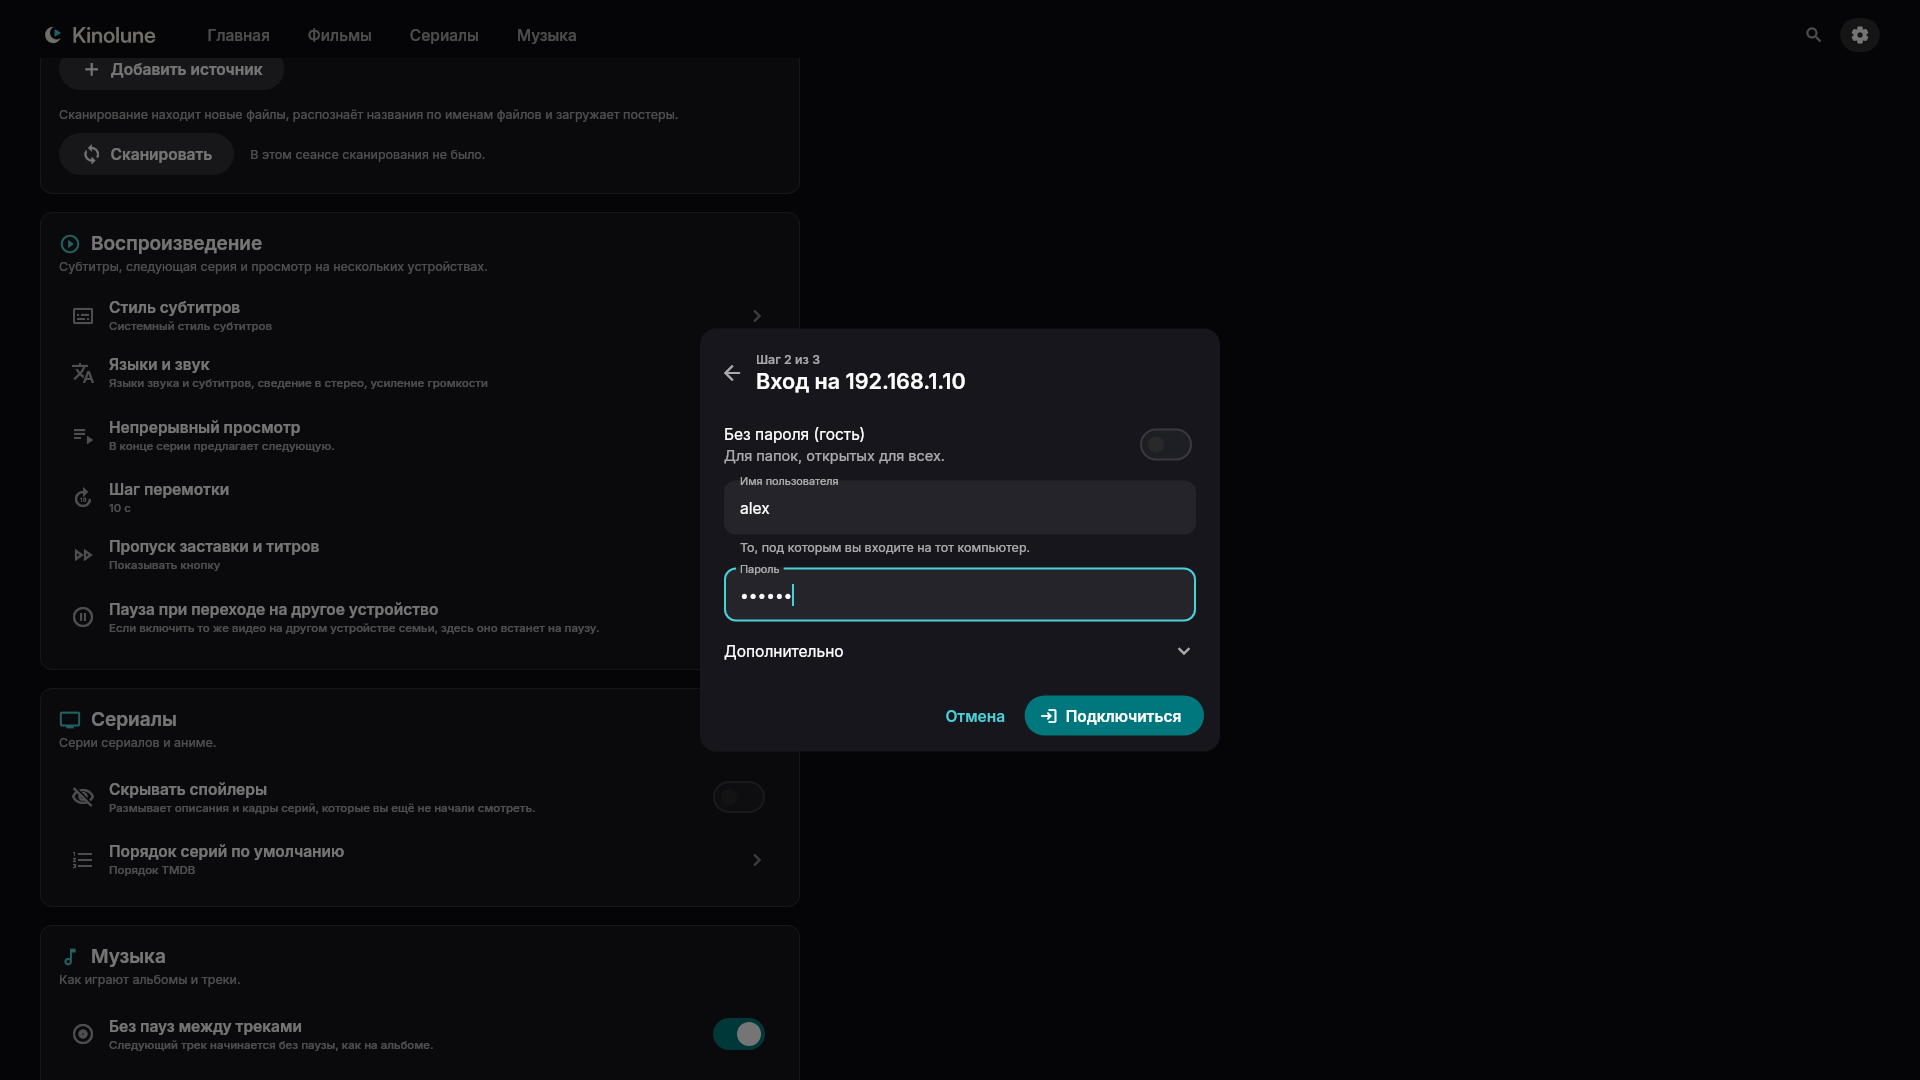 Kinolune
Главная
Фильмы
Сериалы
Музыка
Добавить источник
Сканирование находит новые файлы, распознаёт названия по именам файлов и загружает постеры.
Сканировать
В этом сеансе сканирования не было.
Воспроизведение
Субтитры, следующая серия и просмотр на нескольких устройствах.
Стиль субтитров
Системный стиль субтитров
Языки и звук
Языки звука и субтитров, сведение в стерео, усиление громкости
Непрерывный просмотр
В конце серии предлагает следующую.
Шаг перемотки
10 с
Пропуск заставки и титров
Показывать кнопку
Пауза при переходе на другое устройство
Если включить то же видео на другом устройстве семьи, здесь оно встанет на паузу.
Сериалы
Серии сериалов и аниме.
Скрывать спойлеры
Размывает описания и кадры серий, которые вы ещё не начали смотреть.
Порядок серий по умолчанию
Порядок TMDB
Музыка
Как играют альбомы и треки.
Без пауз между треками
Следующий трек начинается без паузы, как на альбоме.
Шаг 2 из 3
Вход на 192.168.1.10
Без пароля (гость)
Для папок, открытых для всех.
Имя пользователя
alex
То, под которым вы входите на тот компьютер.
Пароль
••••••
Дополнительно
Отмена
Подключиться